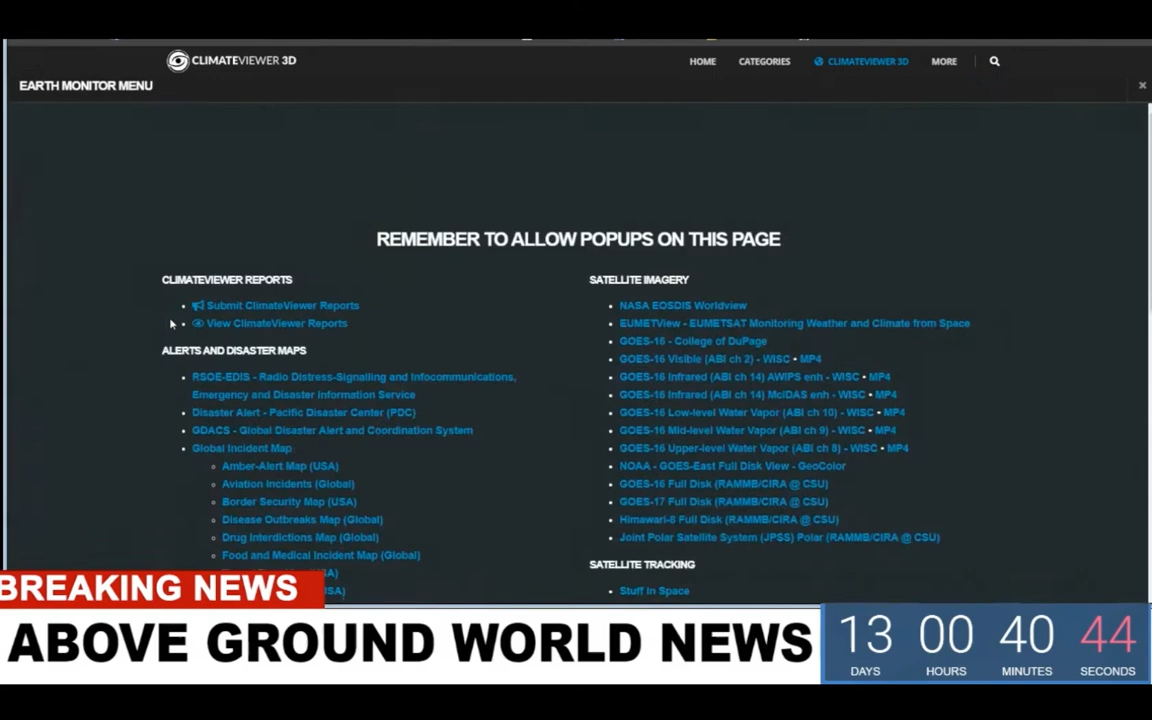 CLIMATEVIEWER 3D
HOME
CATEGORIES
CLIMATEVIEWER 3D
MORE
EARTH MONITOR MENU
REMEMBER TO ALLOW POPUPS ON THIS PAGE
CLIMATEVIEWER REPORTS
• Submit ClimateViewer Reports
• View ClimateViewer Reports
ALERTS AND DISASTER MAPS
• RSOE-EDIS - Radio Distress-Signalling and Infocommunications,
Emergency and Disaster Information Service
• Disaster Alert - Pacific Disaster Center (PDC)
• GDACS - Global Disaster Alert and Coordination System
• Global Incident Map
Amber-Alert Map (USA)
Aviation Incidents (Global)
Border Security Map (USA)
Disease Outbreaks Map (Global)
Drug Interdictions Map (Global)
Food and Medical Incident Map (Global)
SATELLITE IMAGERY
• NASA EOSDIS Worldview
• EUMETView - EUMETSAT Monitoring Weather and Climate from Space
• GOES-16 - College of DuPage
• GOES-16 Visible (ABI ch 2) - WISC • MP4
• GOES-16 Infrared (ABI ch 14) AWIPS enh - WISC • MP4
• GOES-16 Infrared (ABI ch 14) McIDAS enh - WISC • MP4
• GOES-16 Low-level Water Vapor (ABI ch 10) - WISC • MP4
• GOES-16 Mid-level Water Vapor (ABI ch 9) - WISC • MP4
• GOES-16 Upper-level Water Vapor (ABI ch 8) - WISC • MP4
• NOAA - GOES-East Full Disk View - GeoColor
• GOES-16 Full Disk (RAMMB/CIRA @ CSU)
• GOES-17 Full Disk (RAMMB/CIRA @ CSU)
• Himawari-8 Full Disk (RAMMB/CIRA @ CSU)
• Joint Polar Satellite System (JPSS) Polar (RAMMB/CIRA @ CSU)
SATELLITE TRACKING
• Stuff In Space
BREAKING NEWS
ABOVE GROUND WORLD NEWS
13 00 40 44
DAYS HOURS MINUTES SECONDS